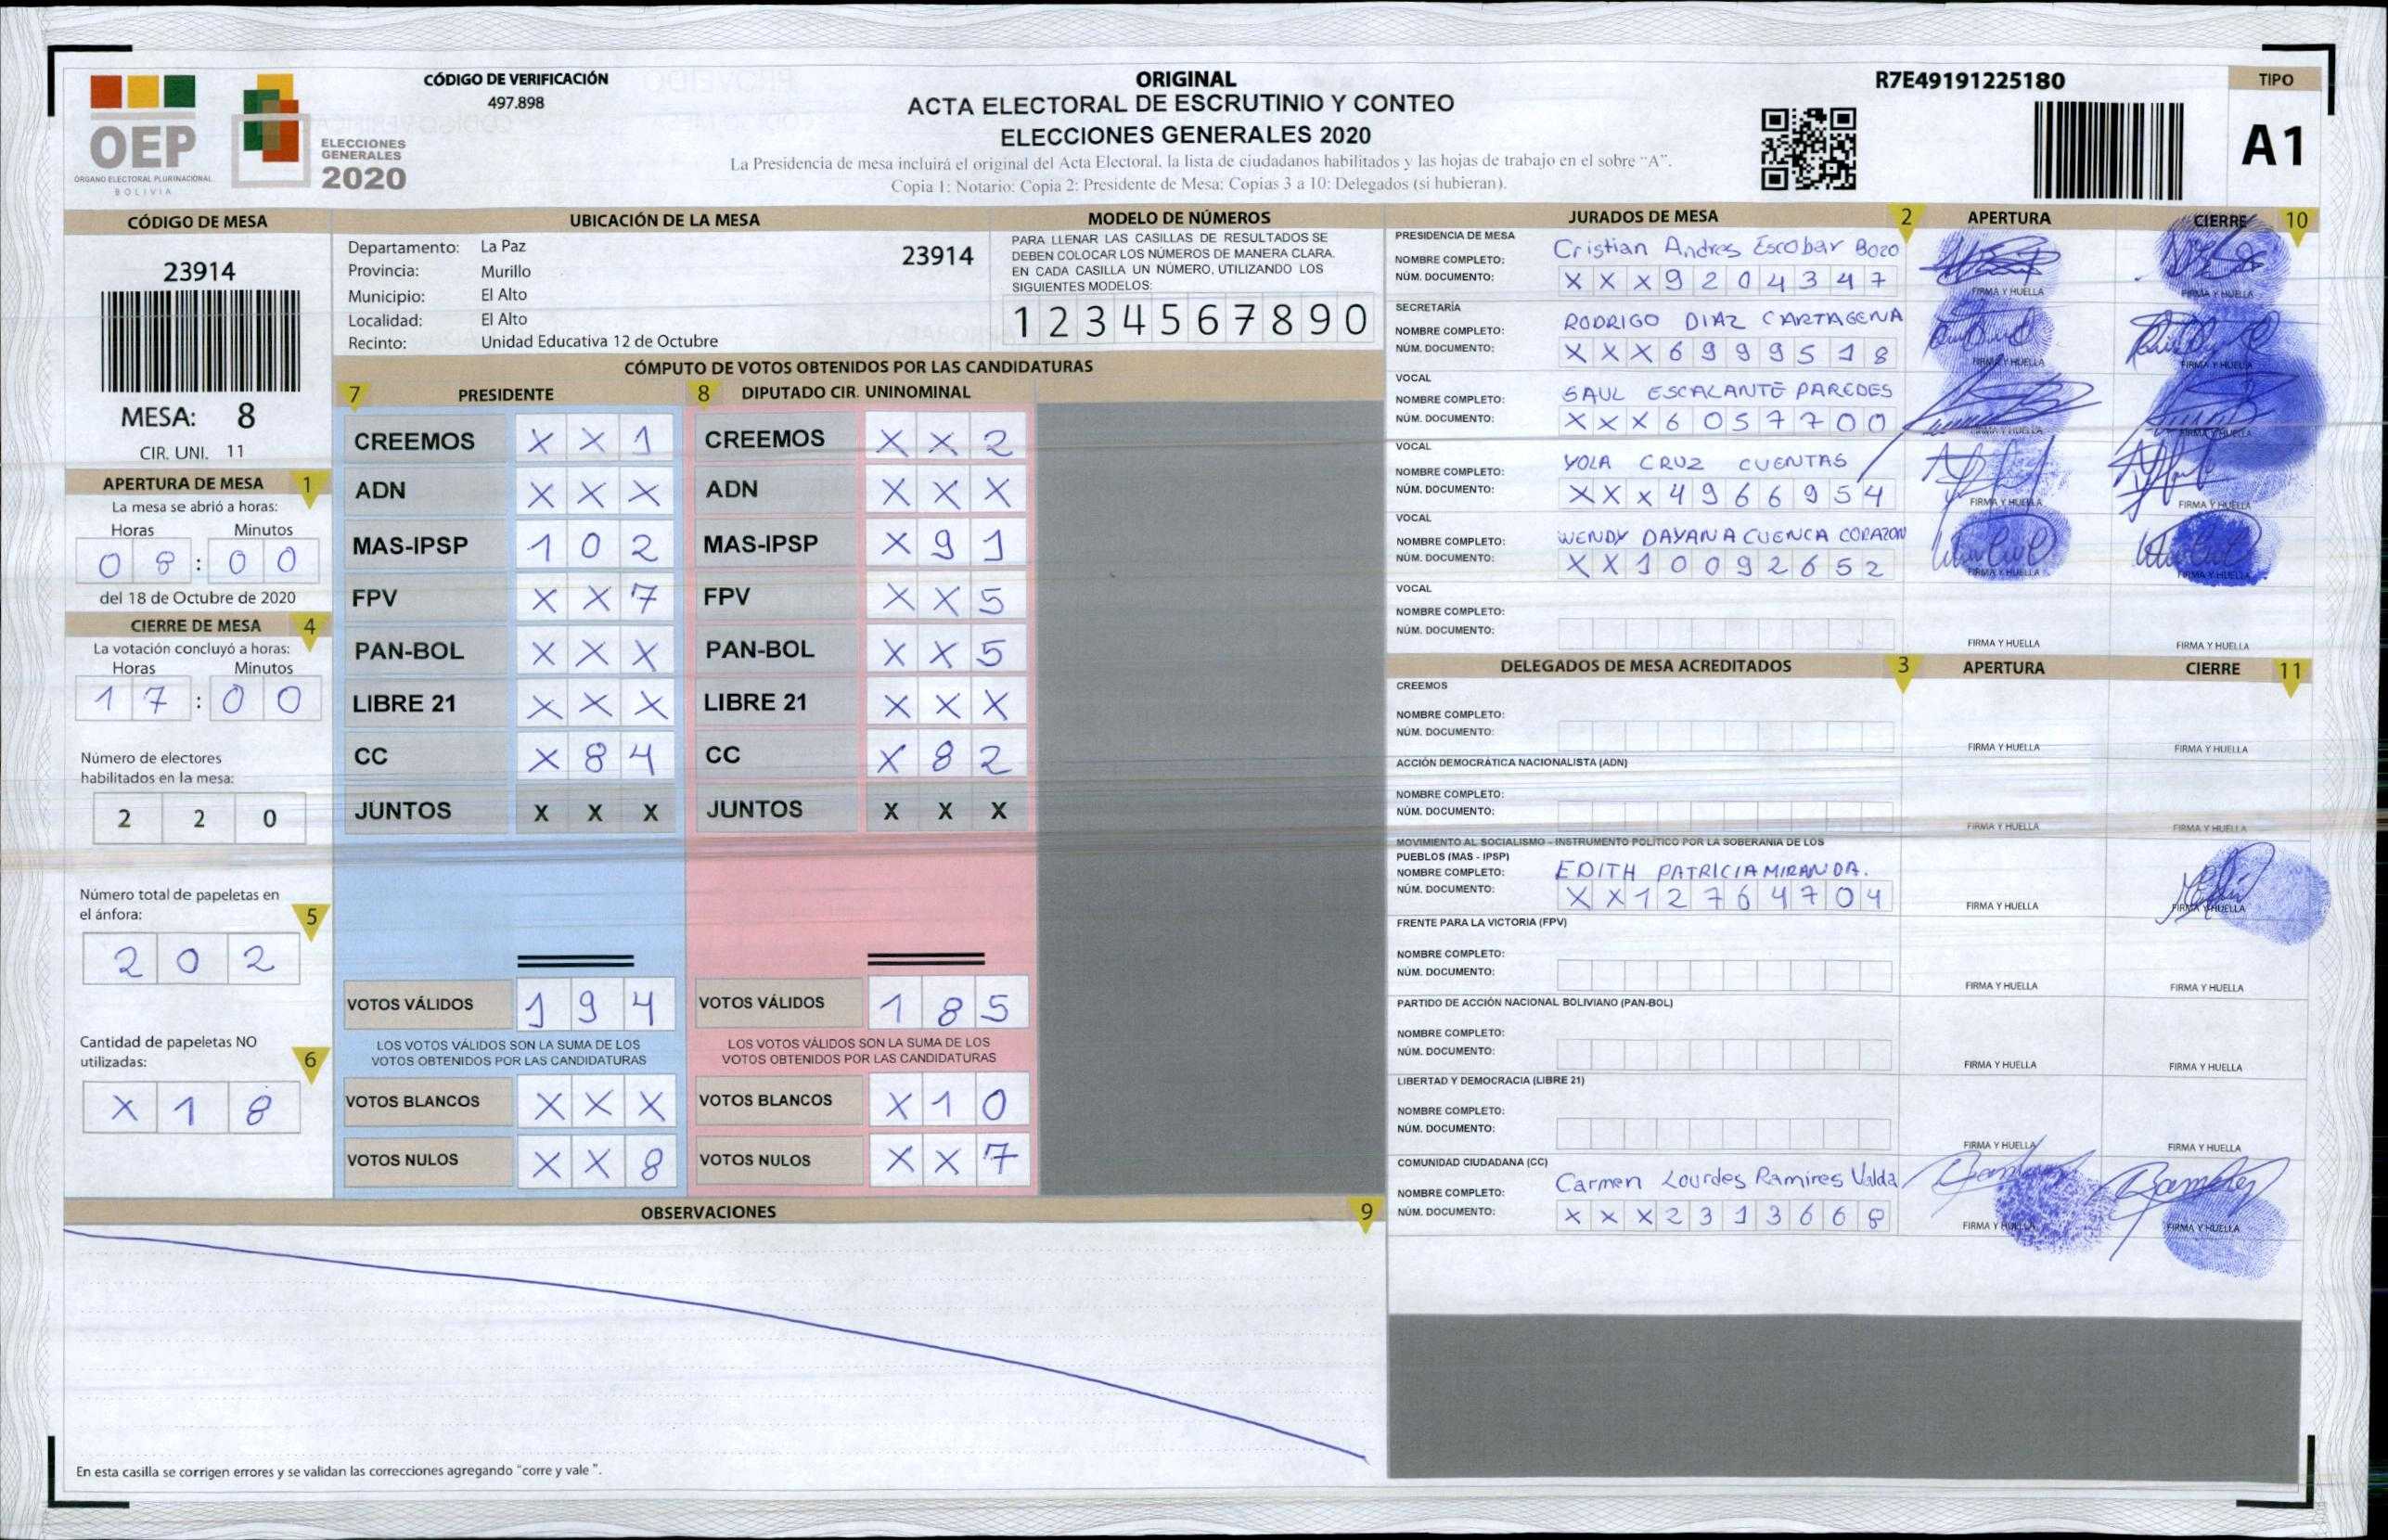 OEP
ÓRGANO ELECTORAL PLURINACIONAL
BOLIVIA
ELECCIONES
GENERALES
2020
CÓDIGO DE VERIFICACIÓN
497.898
ORIGINAL
ACTA ELECTORAL DE ESCRUTINIO Y CONTEO
ELECCIONES GENERALES 2020
La Presidencia de mesa incluirá el original del Acta Electoral, la lista de ciudadanos habilitados y las hojas de trabajo en el sobre “A”.
Copia 1: Notario: Copia 2: Presidente de Mesa: Copias 3 a 10: Delegados (si hubieran).
R7E49191225180
TIPO
A1
CÓDIGO DE MESA
23914
MESA: 8
CIR. UNI. 11
APERTURA DE MESA 1
La mesa se abrió a horas:
Horas Minutos
0 8 : 0 0
del 18 de Octubre de 2020
CIERRE DE MESA 4
La votación concluyó a horas:
Horas Minutos
1 7 : 0 0
Número de electores
habilitados en la mesa:
2 2 0
Número total de papeletas en
el ánfora: 5
2 0 2
Cantidad de papeletas NO
utilizadas: 6
X 1 8
UBICACIÓN DE LA MESA
Departamento: La Paz
23914
Provincia: Murillo
Municipio: El Alto
Localidad: El Alto
Recinto: Unidad Educativa 12 de Octubre
MODELO DE NÚMEROS
PARA LLENAR LAS CASILLAS DE RESULTADOS SE
DEBEN COLOCAR LOS NÚMEROS DE MANERA CLARA.
EN CADA CASILLA UN NÚMERO, UTILIZANDO LOS
SIGUIENTES MODELOS:
1 2 3 4 5 6 7 8 9 0
CÓMPUTO DE VOTOS OBTENIDOS POR LAS CANDIDATURAS
7 PRESIDENTE
CREEMOS X X 1
ADN X X X
MAS-IPSP 1 0 2
FPV X X 7
PAN-BOL X X X
LIBRE 21 X X X
CC X 8 4
JUNTOS X X X
VOTOS VÁLIDOS 1 9 4
LOS VOTOS VÁLIDOS SON LA SUMA DE LOS
VOTOS OBTENIDOS POR LAS CANDIDATURAS
VOTOS BLANCOS X X X
VOTOS NULOS X X 8
8 DIPUTADO CIR. UNINOMINAL
CREEMOS X X 2
ADN X X X
MAS-IPSP X 9 1
FPV X X 5
PAN-BOL X X 5
LIBRE 21 X X X
CC X 8 2
JUNTOS X X X
VOTOS VÁLIDOS 1 8 5
LOS VOTOS VÁLIDOS SON LA SUMA DE LOS
VOTOS OBTENIDOS POR LAS CANDIDATURAS
VOTOS BLANCOS X 1 0
VOTOS NULOS X X 7
OBSERVACIONES 9
En esta casilla se corrigen errores y se validan las correcciones agregando “corre y vale ”.
JURADOS DE MESA 2 APERTURA CIERRE 10
PRESIDENCIA DE MESA
NOMBRE COMPLETO: Cristian Andres Escobar Bozo
NÚM. DOCUMENTO: X X X 9 2 0 4 3 4 7
FIRMA Y HUELLA FIRMA Y HUELLA
SECRETARÍA
NOMBRE COMPLETO: RODRIGO DIAZ CARTAGENA
NÚM. DOCUMENTO: X X X 6 9 9 9 5 1 8
FIRMA Y HUELLA FIRMA Y HUELLA
VOCAL
NOMBRE COMPLETO: SAUL ESCALANTE PAREDES
NÚM. DOCUMENTO: X X X 6 0 5 7 7 0 0
FIRMA Y HUELLA FIRMA Y HUELLA
VOCAL
NOMBRE COMPLETO: YOLA CRUZ CUENTAS
NÚM. DOCUMENTO: X X X 4 9 6 6 9 5 4
FIRMA Y HUELLA FIRMA Y HUELLA
VOCAL
NOMBRE COMPLETO: WENDY DAYANA CUENCA CORAZON
NÚM. DOCUMENTO: X X 1 0 0 9 2 6 5 2
FIRMA Y HUELLA FIRMA Y HUELLA
VOCAL
NOMBRE COMPLETO:
NÚM. DOCUMENTO:
FIRMA Y HUELLA FIRMA Y HUELLA
DELEGADOS DE MESA ACREDITADOS 3 APERTURA CIERRE 11
CREEMOS
NOMBRE COMPLETO:
NÚM. DOCUMENTO:
FIRMA Y HUELLA FIRMA Y HUELLA
ACCIÓN DEMOCRÁTICA NACIONALISTA (ADN)
NOMBRE COMPLETO:
NÚM. DOCUMENTO:
FIRMA Y HUELLA FIRMA Y HUELLA
MOVIMIENTO AL SOCIALISMO - INSTRUMENTO POLÍTICO POR LA SOBERANIA DE LOS
PUEBLOS (MAS - IPSP)
NOMBRE COMPLETO: EDITH PATRICIA MIRANDA.
NÚM. DOCUMENTO: X X 1 2 7 6 4 7 0 4
FIRMA Y HUELLA FIRMA Y HUELLA
FRENTE PARA LA VICTORIA (FPV)
NOMBRE COMPLETO:
NÚM. DOCUMENTO:
FIRMA Y HUELLA FIRMA Y HUELLA
PARTIDO DE ACCIÓN NACIONAL BOLIVIANO (PAN-BOL)
NOMBRE COMPLETO:
NÚM. DOCUMENTO:
FIRMA Y HUELLA FIRMA Y HUELLA
LIBERTAD Y DEMOCRACIA (LIBRE 21)
NOMBRE COMPLETO:
NÚM. DOCUMENTO:
FIRMA Y HUELLA FIRMA Y HUELLA
COMUNIDAD CIUDADANA (CC)
NOMBRE COMPLETO: Carmen Lourdes Ramires Valda
NÚM. DOCUMENTO: X X X 2 3 1 3 6 6 8
FIRMA Y HUELLA FIRMA Y HUELLA